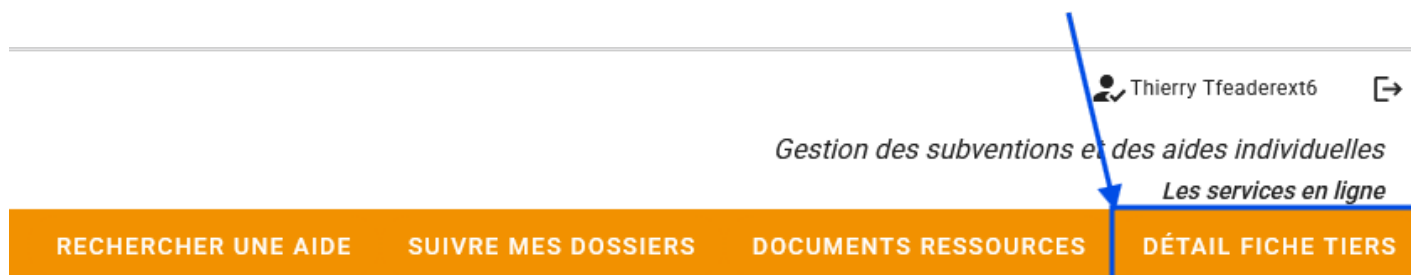 Thierry Tfeaderext6
Gestion des subventions et des aides individuelles
Les services en ligne
RECHERCHER UNE AIDE SUIVRE MES DOSSIERS DOCUMENTS RESSOURCES DÉTAIL FICHE TIERS